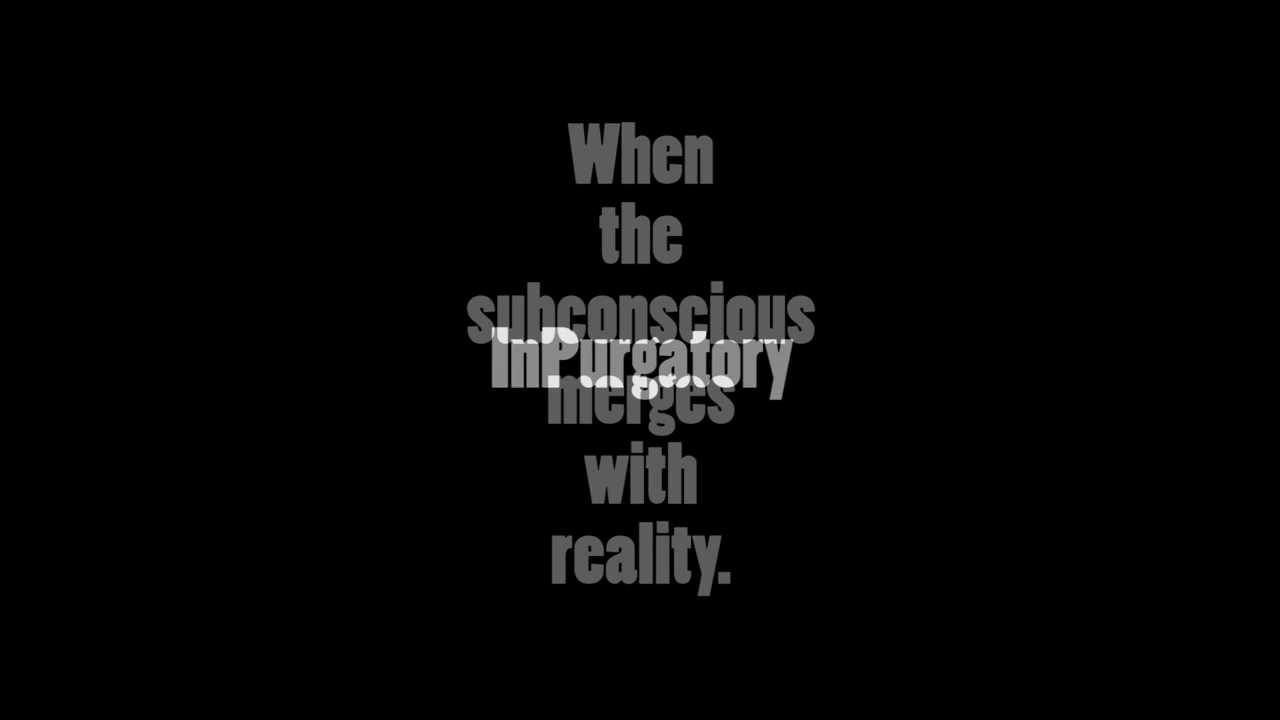 When
the
subconscious
InPurgatory
merges
with
reality.